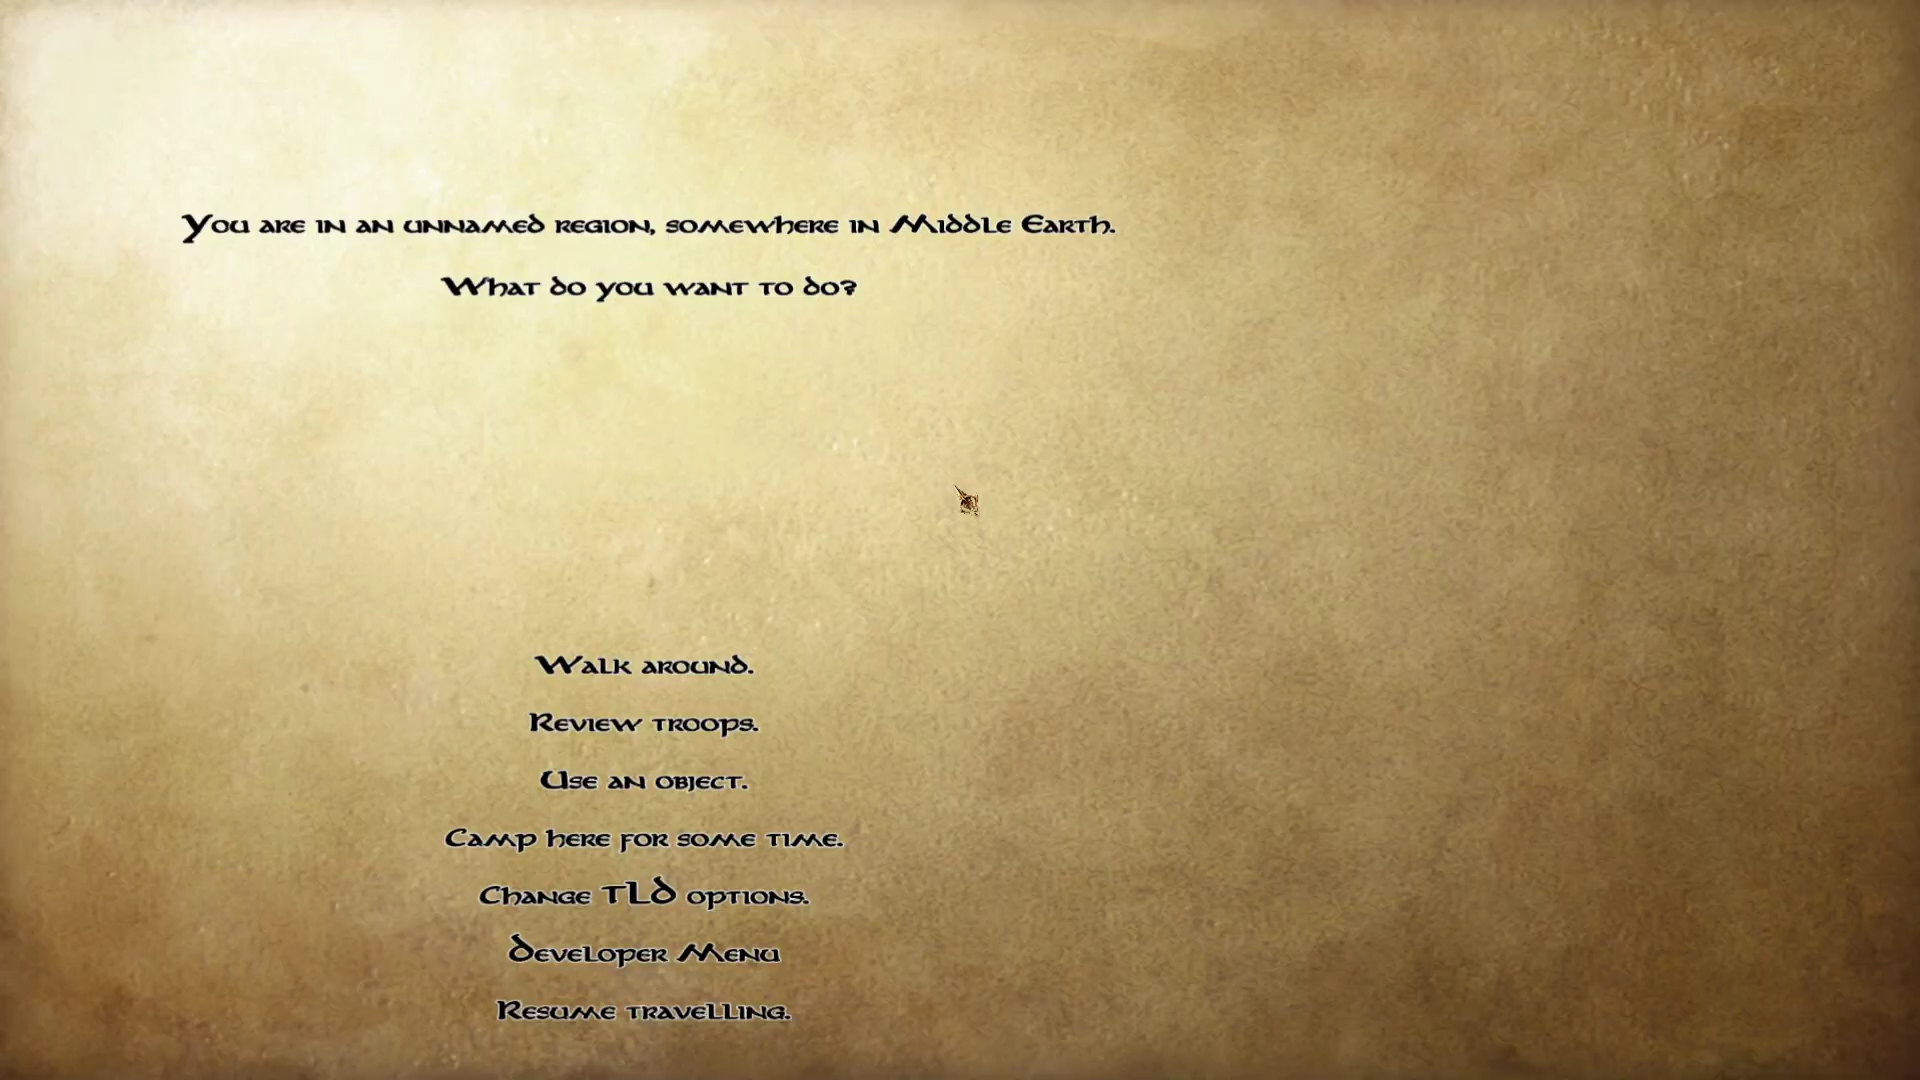 You are in an unnamed region, somewhere in Middle Earth.
What do you want to do?
Walk around.
Review troops.
Use an object.
Camp here for some time.
Change TLD options.
Developer Menu
Resume travelling.